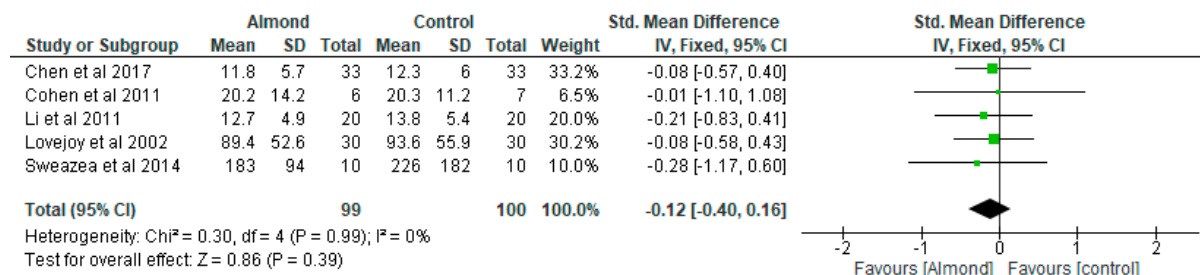 Almond Control Std. Mean Difference Std. Mean Difference
Study or Subgroup Mean SD Total Mean SD Total Weight IV, Fixed, 95% CI IV, Fixed, 95% CI
Chen et al 2017 11.8 5.7 33 12.3 6 33 33.2% -0.08 [-0.57, 0.40]
Cohen et al 2011 20.2 14.2 6 20.3 11.2 7 6.5% -0.01 [-1.10, 1.08]
Li et al 2011 12.7 4.9 20 13.8 5.4 20 20.1% -0.21 [-0.83, 0.41]
Lovejoy et al 2002 89.4 52.6 30 93.6 55.9 30 30.2% -0.08 [-0.58, 0.43]
Sweazea et al 2014 183 94 10 226 182 10 10.0% -0.28 [-1.17, 0.60]
Total (95% CI) 99 100 100.0% -0.12 [-0.40, 0.16]
Heterogeneity: Chi² = 0.30, df = 4 (P = 0.99); I² = 0%
Test for overall effect: Z = 0.86 (P = 0.39)
-2 -1 0 1 2
Favours [Almond] Favours [control]